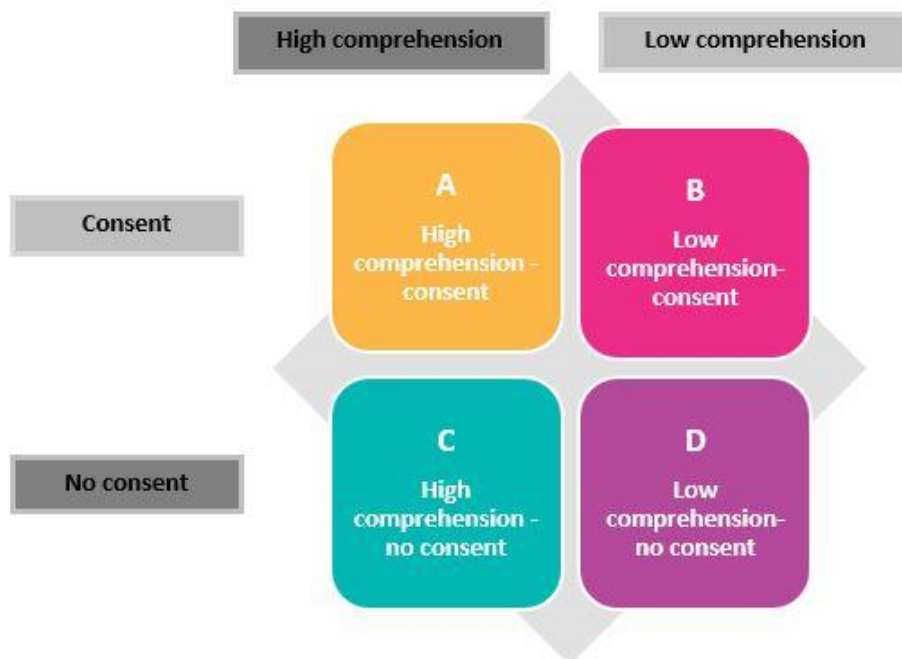 High comprehension
Low comprehension
Consent
A
High
comprehension -
consent
B
Low
comprehension-
consent
No consent
C
High
comprehension -
no consent
D
Low
comprehension-
no consent